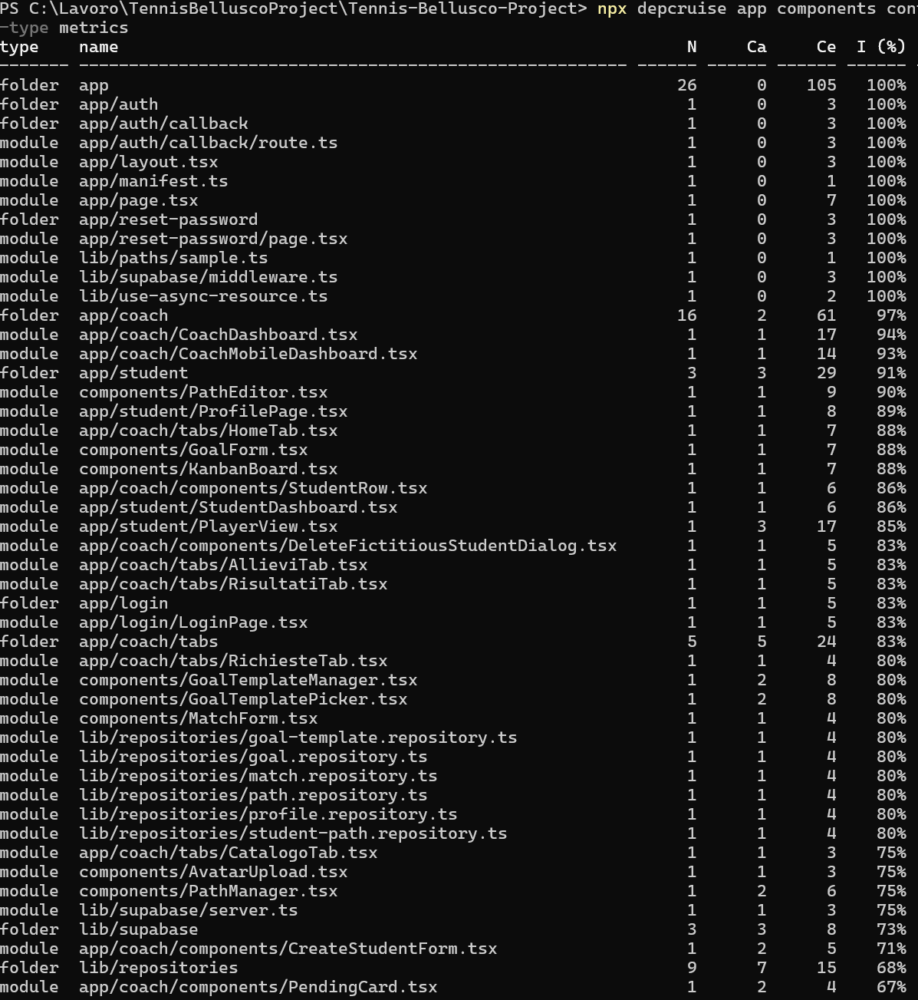 PS C:\Lavoro\TennisBelluscoProject\Tennis-Bellusco-Project> npx depcruise app components con
-type metrics
type name N Ca Ce I (%)
------- ------------------------------------------------------- ------ ------ ------ ------
folder app 26 0 105 100%
folder app/auth 1 0 3 100%
folder app/auth/callback 1 0 3 100%
module app/auth/callback/route.ts 1 0 3 100%
module app/layout.tsx 1 0 3 100%
module app/manifest.ts 1 0 1 100%
module app/page.tsx 1 0 7 100%
folder app/reset-password 1 0 3 100%
module app/reset-password/page.tsx 1 0 3 100%
module lib/paths/sample.ts 1 0 1 100%
module lib/supabase/middleware.ts 1 0 3 100%
module lib/use-async-resource.ts 1 0 2 100%
folder app/coach 16 2 61 97%
module app/coach/CoachDashboard.tsx 1 1 17 94%
module app/coach/CoachMobileDashboard.tsx 1 1 14 93%
folder app/student 3 3 29 91%
module components/PathEditor.tsx 1 1 9 90%
module app/student/ProfilePage.tsx 1 1 8 89%
module app/coach/tabs/HomeTab.tsx 1 1 7 88%
module components/GoalForm.tsx 1 1 7 88%
module components/KanbanBoard.tsx 1 1 7 88%
module app/coach/components/StudentRow.tsx 1 1 6 86%
module app/student/StudentDashboard.tsx 1 1 6 86%
module app/student/PlayerView.tsx 1 3 17 85%
module app/coach/components/DeleteFictitiousStudentDialog.tsx 1 1 5 83%
module app/coach/tabs/AllieviTab.tsx 1 1 5 83%
module app/coach/tabs/RisultatiTab.tsx 1 1 5 83%
folder app/login 1 1 5 83%
module app/login/LoginPage.tsx 1 1 5 83%
folder app/coach/tabs 5 5 24 83%
module app/coach/tabs/RichiesteTab.tsx 1 1 4 80%
module components/GoalTemplateManager.tsx 1 2 8 80%
module components/GoalTemplatePicker.tsx 1 2 8 80%
module components/MatchForm.tsx 1 1 4 80%
module lib/repositories/goal-template.repository.ts 1 1 4 80%
module lib/repositories/goal.repository.ts 1 1 4 80%
module lib/repositories/match.repository.ts 1 1 4 80%
module lib/repositories/path.repository.ts 1 1 4 80%
module lib/repositories/profile.repository.ts 1 1 4 80%
module lib/repositories/student-path.repository.ts 1 1 4 80%
module app/coach/tabs/CatalogoTab.tsx 1 1 3 75%
module components/AvatarUpload.tsx 1 1 3 75%
module components/PathManager.tsx 1 2 6 75%
module lib/supabase/server.ts 1 1 3 75%
folder lib/supabase 3 3 8 73%
module app/coach/components/CreateStudentForm.tsx 1 2 5 71%
folder lib/repositories 9 7 15 68%
module app/coach/components/PendingCard.tsx 1 2 4 67%